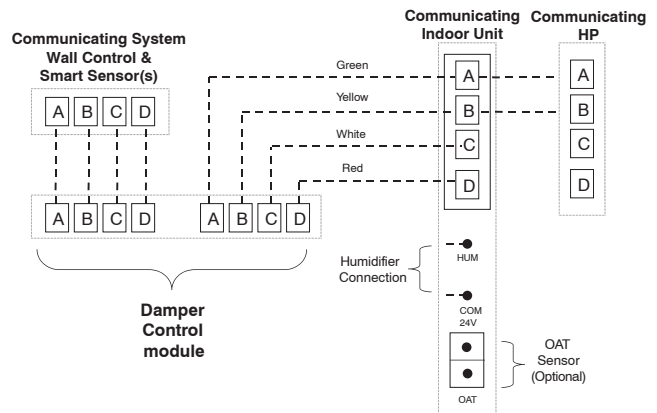 Communicating System
Wall Control &
Smart Sensor(s)
A B C D
Communicating
Indoor Unit
Communicating
HP
Green
Yellow
White
Red
A
B
C
D
A
B
C
D
A B C D
A B C D
Damper
Control
module
Humidifier
Connection
HUM
COM
24V
OAT
Sensor
(Optional)
OAT